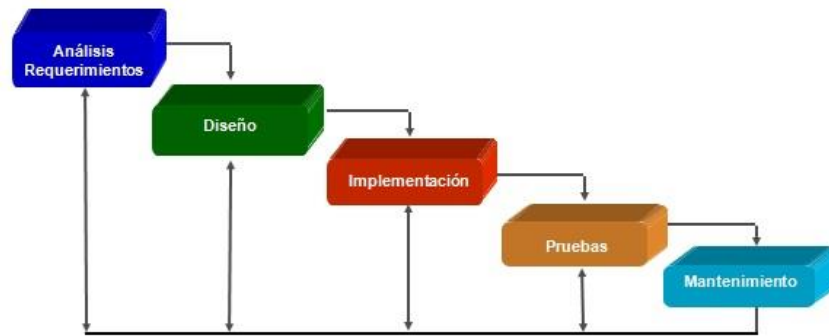 Análisis
Requerimientos
Diseño
Implementación
Pruebas
Mantenimiento